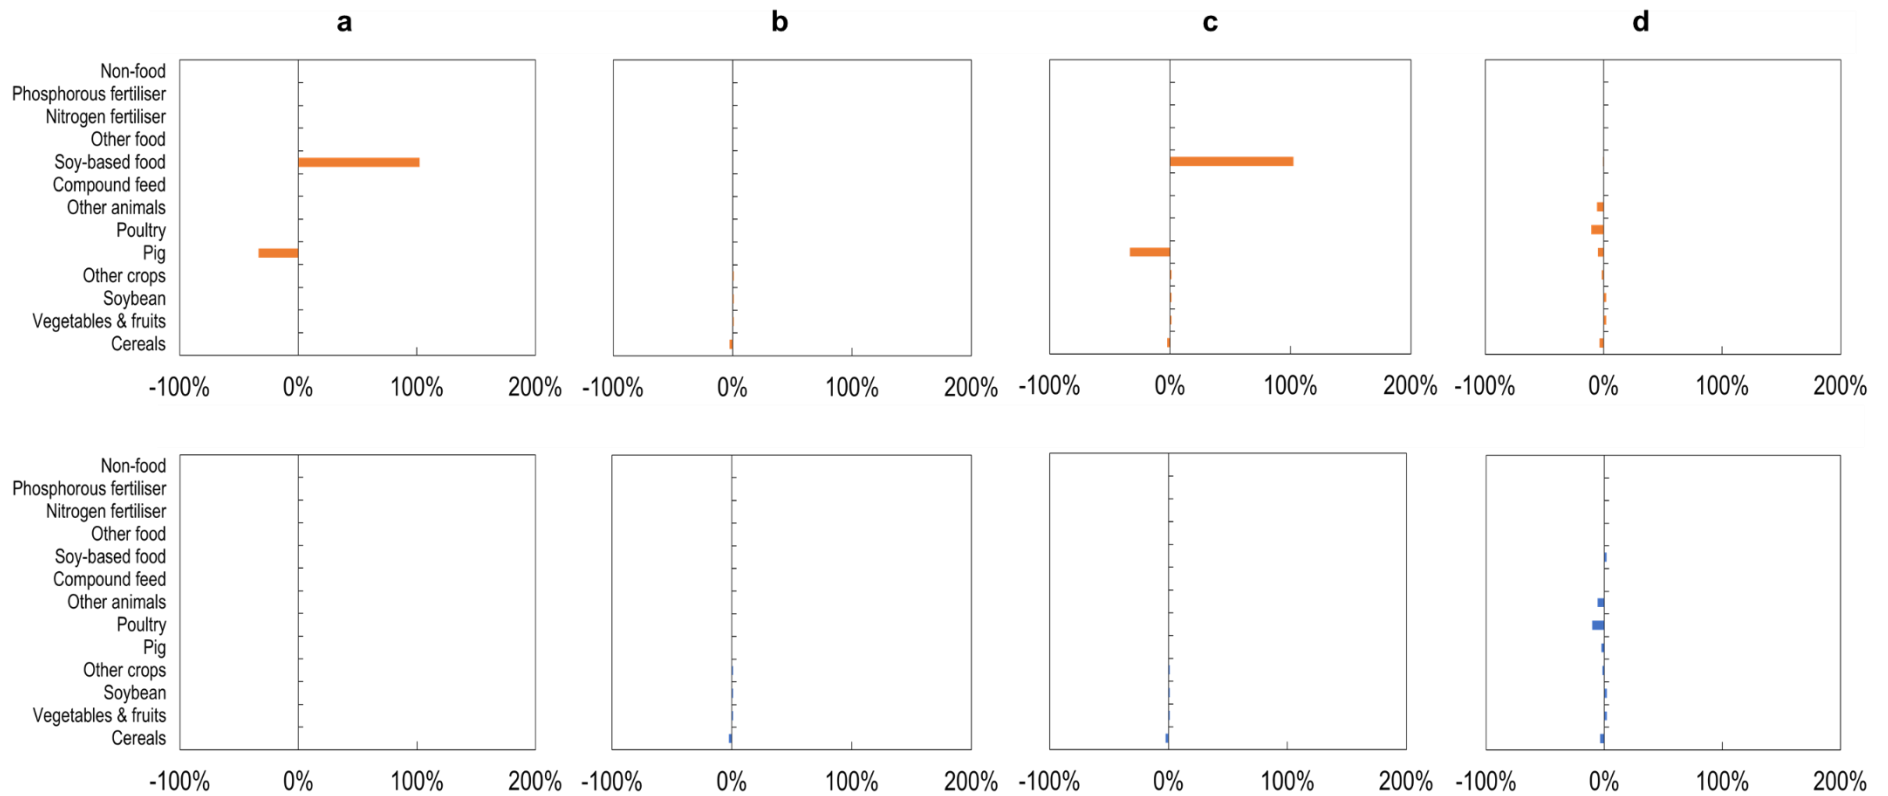 a b c d
Non-food
Phosphorous fertiliser
Nitrogen fertiliser
Other food
Soy-based food
Compound feed
Other animals
Poultry
Pig
Other crops
Soybean
Vegetables & fruits
Cereals
-100% 0% 100% 200% -100% 0% 100% 200% -100% 0% 100% 200% -100% 0% 100% 200%
Non-food
Phosphorous fertiliser
Nitrogen fertiliser
Other food
Soy-based food
Compound feed
Other animals
Poultry
Pig
Other crops
Soybean
Vegetables & fruits
Cereals
-100% 0% 100% 200% -100% 0% 100% 200% -100% 0% 100% 200% -100% 0% 100% 200%